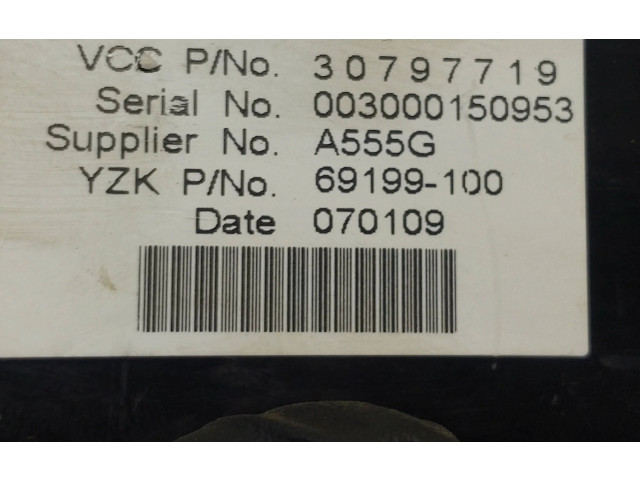 VCC P/No. 30797719
Serial No. 003000150953
Supplier No. A555G
YZK P/No. 69199-100
Date 070109